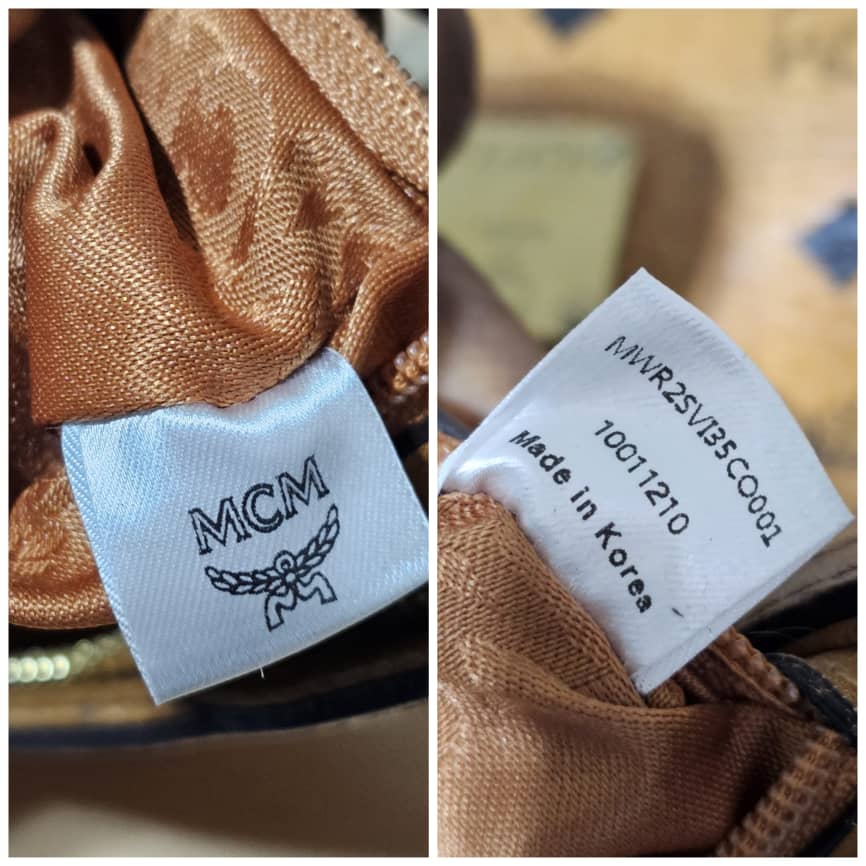 MCM
MWR2SVI35CO001
10011210
Made in Korea